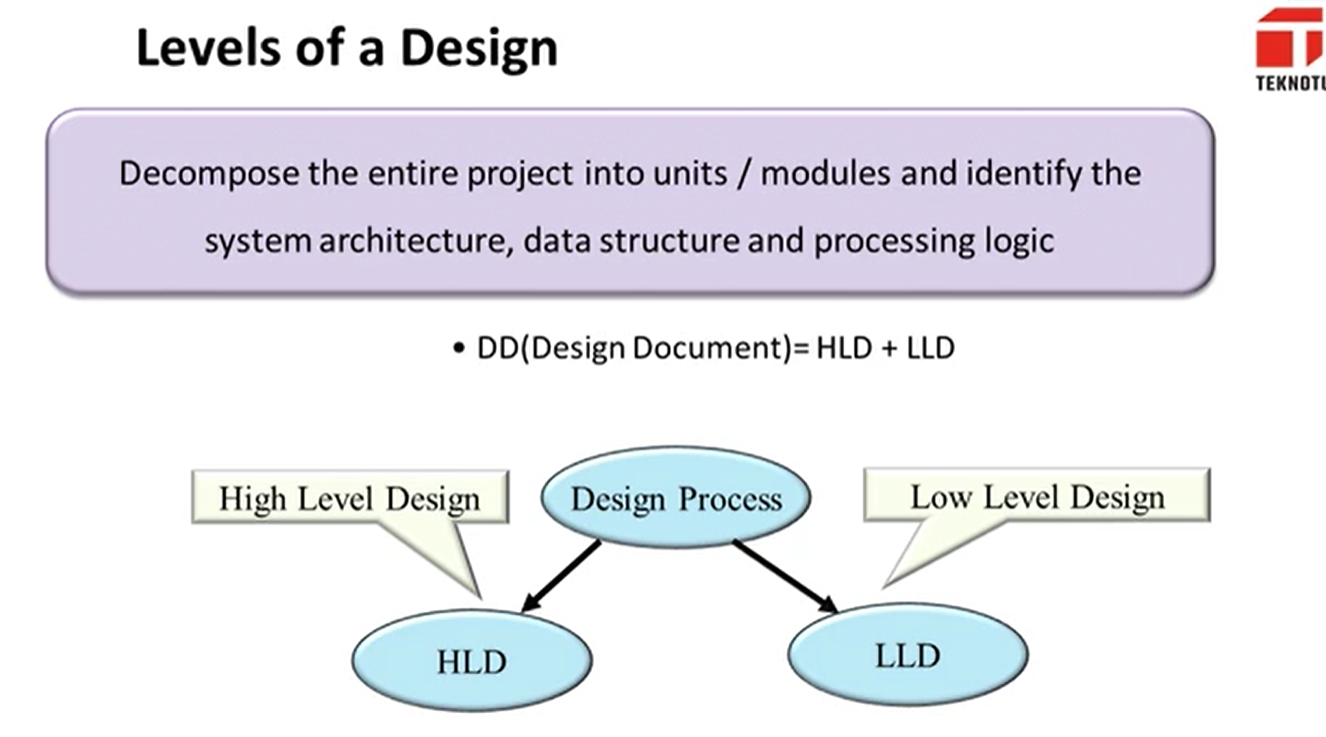 Levels of a Design
Decompose the entire project into units / modules and identify the
system architecture, data structure and processing logic
• DD(Design Document)= HLD + LLD
High Level Design
Design Process
Low Level Design
HLD
LLD